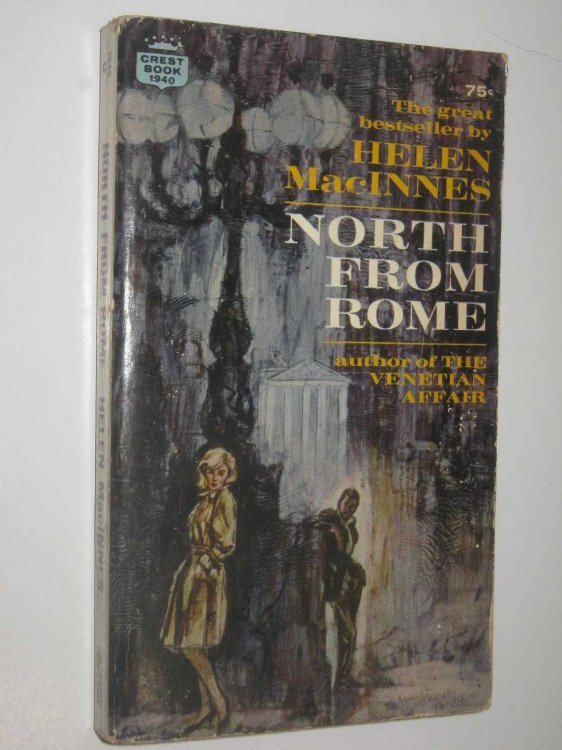 CREST
BOOK
t940
75¢
The great
bestseller by
HELEN
MacINNES
NORTH
FROM
ROME
author of THE
VENETIAN
AFFAIR
NORTH FROM ROME HELEN MacINNES